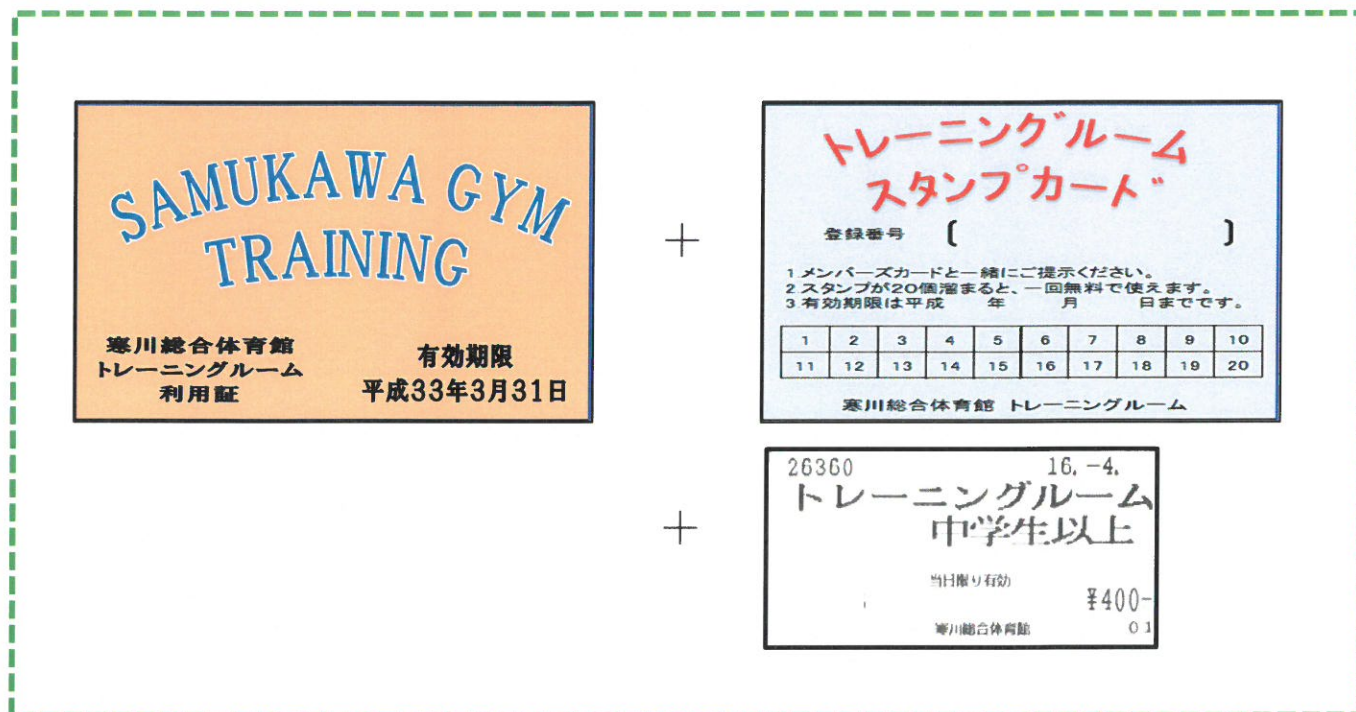 SAMUKAWA GYM
TRAINING
寒川総合体育館
トレーニングルーム
利用証
有効期限
平成33年3月31日
+
トレーニングルーム
スタンプカード
登録番号 〔 〕
1 メンバーズカードと一緒にご提示ください。
2 スタンプが20個溜まると、一回無料で使えます。
3 有効期限は平成 年 月 日までです。
1 2 3 4 5 6 7 8 9 10
11 12 13 14 15 16 17 18 19 20
寒川総合体育館 トレーニングルーム
+
26360 16.-4.
トレーニングルーム
中学生以上
当日限り有効
¥400-
寒川総合体育館 01